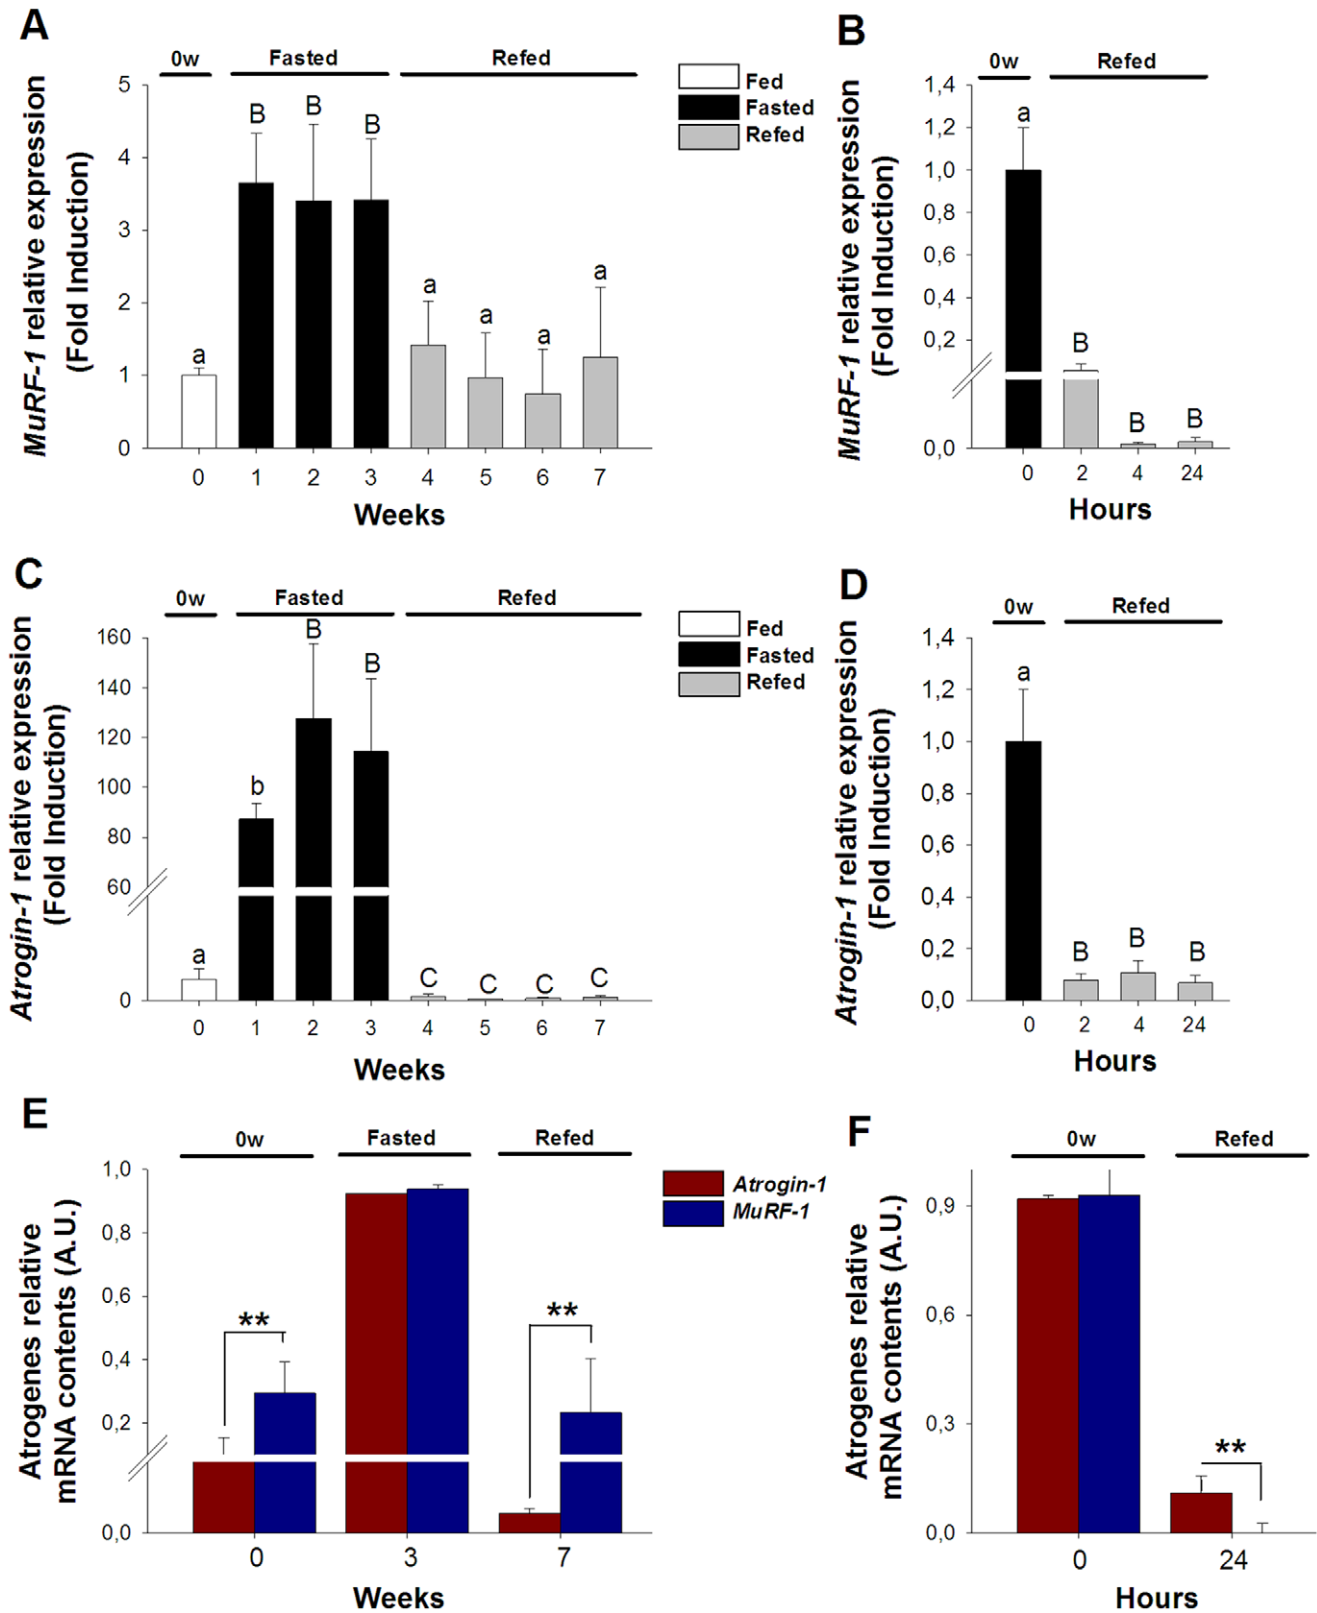 A
0w
Fasted
Refed
MuRF-1 relative expression
(Fold Induction)
5
4
3
2
1
0
a
B
B
B
a
a
a
a
0
1
2
3
4
5
6
7
Weeks
Fed
Fasted
Refed
B
0w
Refed
MuRF-1 relative expression
(Fold Induction)
1,4
1,2
1,0
0,8
0,6
0,4
0,2
0,0
a
B
B
B
0
2
4
24
Hours
C
0w
Fasted
Refed
Atrogin-1 relative expression
(Fold Induction)
160
140
120
100
80
60
0
a
b
B
B
C
C
C
C
0
1
2
3
4
5
6
7
Weeks
Fed
Fasted
Refed
D
0w
Refed
Atrogin-1 relative expression
(Fold Induction)
1,4
1,2
1,0
0,8
0,6
0,4
0,2
0,0
a
B
B
B
0
2
4
24
Hours
E
0w
Fasted
Refed
Atrogenes relative
mRNA contents (A.U.)
1,0
0,8
0,6
0,4
0,2
0,0
**
**
0
3
7
Weeks
Atrogin-1
MuRF-1
F
0w
Refed
Atrogenes relative
mRNA contents (A.U.)
0,9
0,6
0,3
0,0
**
0
24
Hours